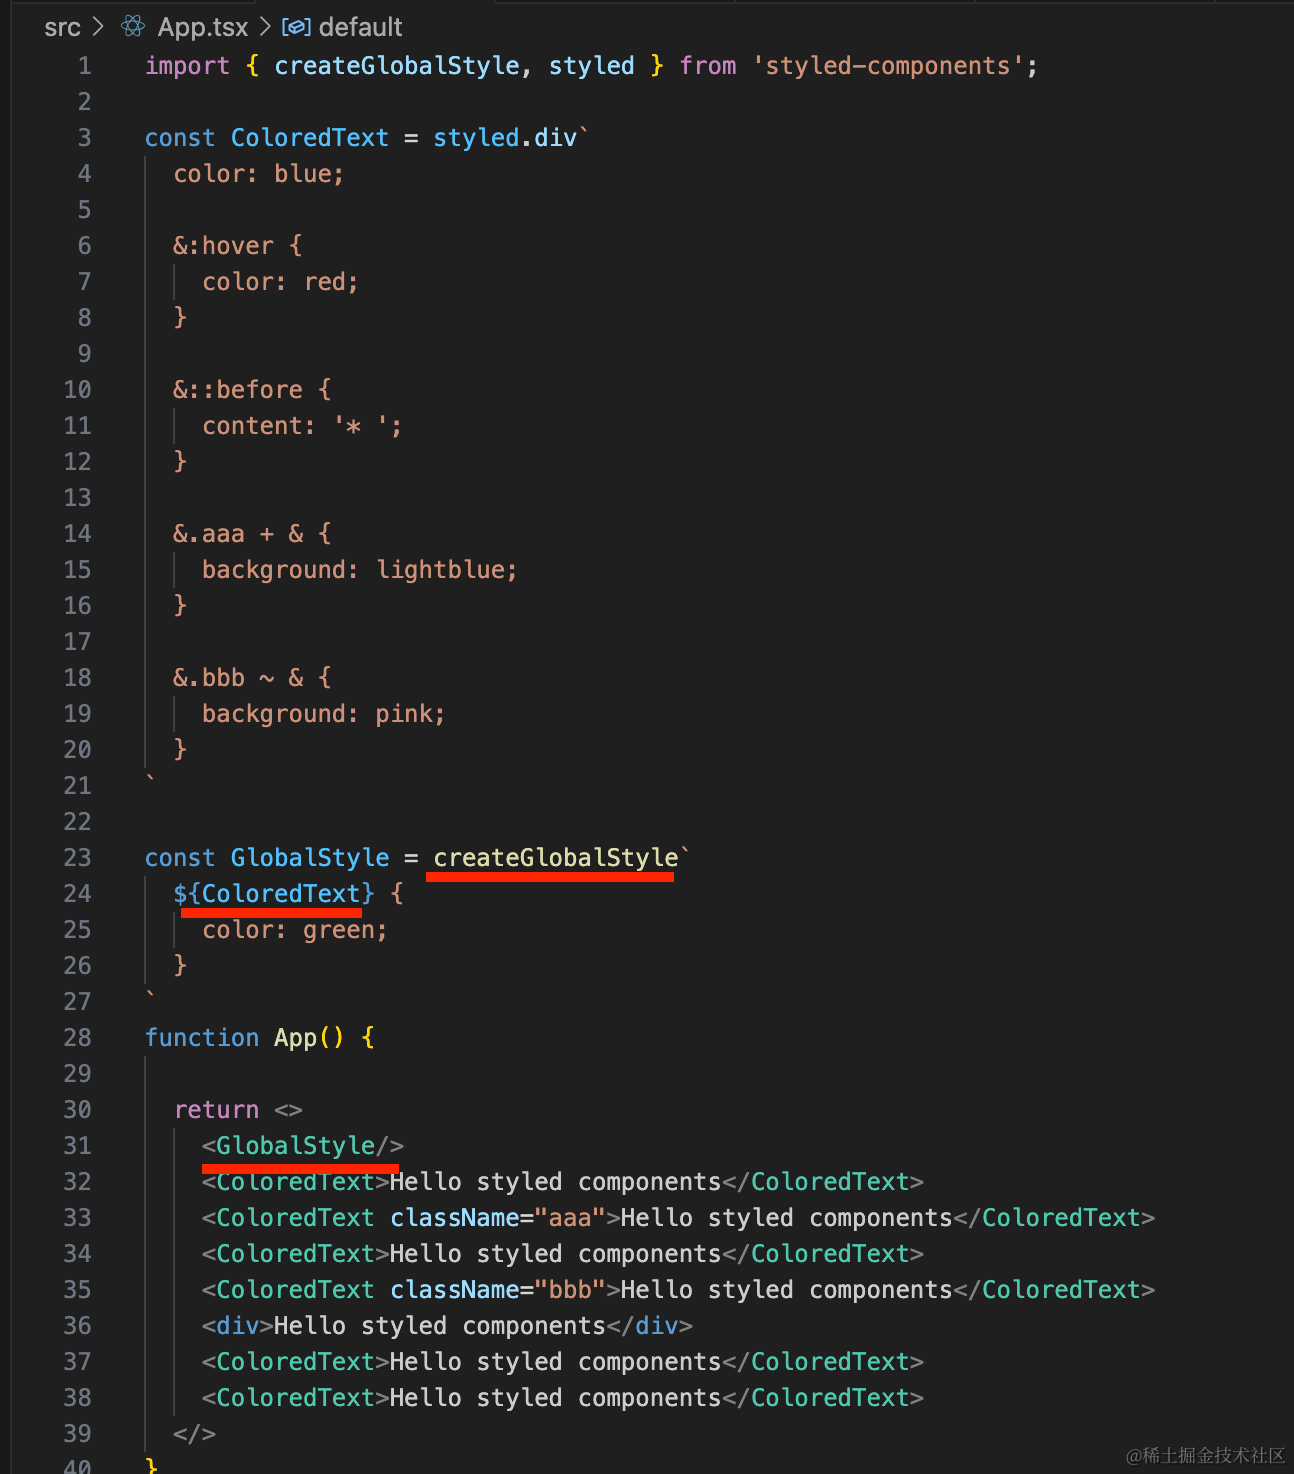 src > App.tsx > default
1 import { createGlobalStyle, styled } from 'styled-components';
2
3 const ColoredText = styled.div`
4   color: blue;
5
6   &:hover {
7     color: red;
8   }
9
10   &::before {
11     content: '* ';
12   }
13
14   &.aaa + & {
15     background: lightblue;
16   }
17
18   &.bbb ~ & {
19     background: pink;
20   }
21 `
22
23 const GlobalStyle = createGlobalStyle`
24   ${ColoredText} {
25     color: green;
26   }
27 `
28 function App() {
29
30   return <>
31     <GlobalStyle/>
32     <ColoredText>Hello styled components</ColoredText>
33     <ColoredText className="aaa">Hello styled components</ColoredText>
34     <ColoredText>Hello styled components</ColoredText>
35     <ColoredText className="bbb">Hello styled components</ColoredText>
36     <div>Hello styled components</div>
37     <ColoredText>Hello styled components</ColoredText>
38     <ColoredText>Hello styled components</ColoredText>
39   </>
40 }
@稀土掘金技术社区